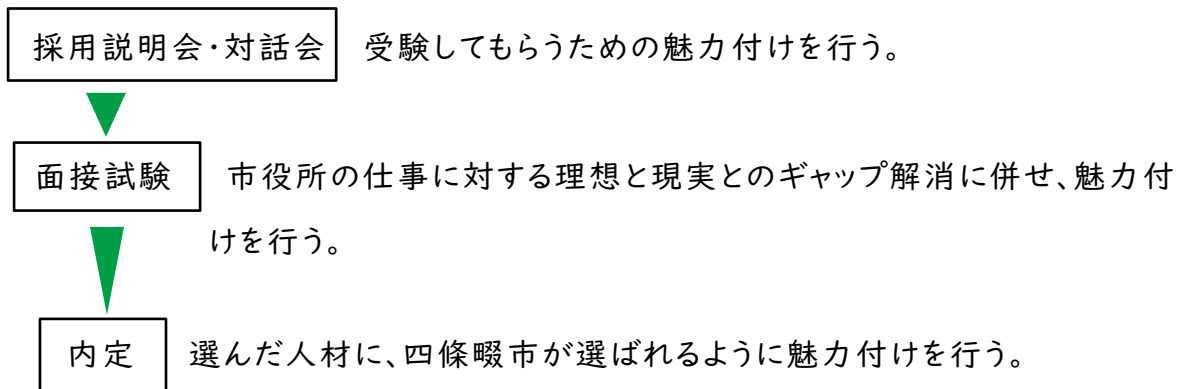 採用説明会・対話会 受験してもらうための魅力付けを行う。
面接試験 市役所の仕事に対する理想と現実とのギャップ解消に併せ、魅力付
けを行う。
内定 選んだ人材に、四條畷市が選ばれるように魅力付けを行う。